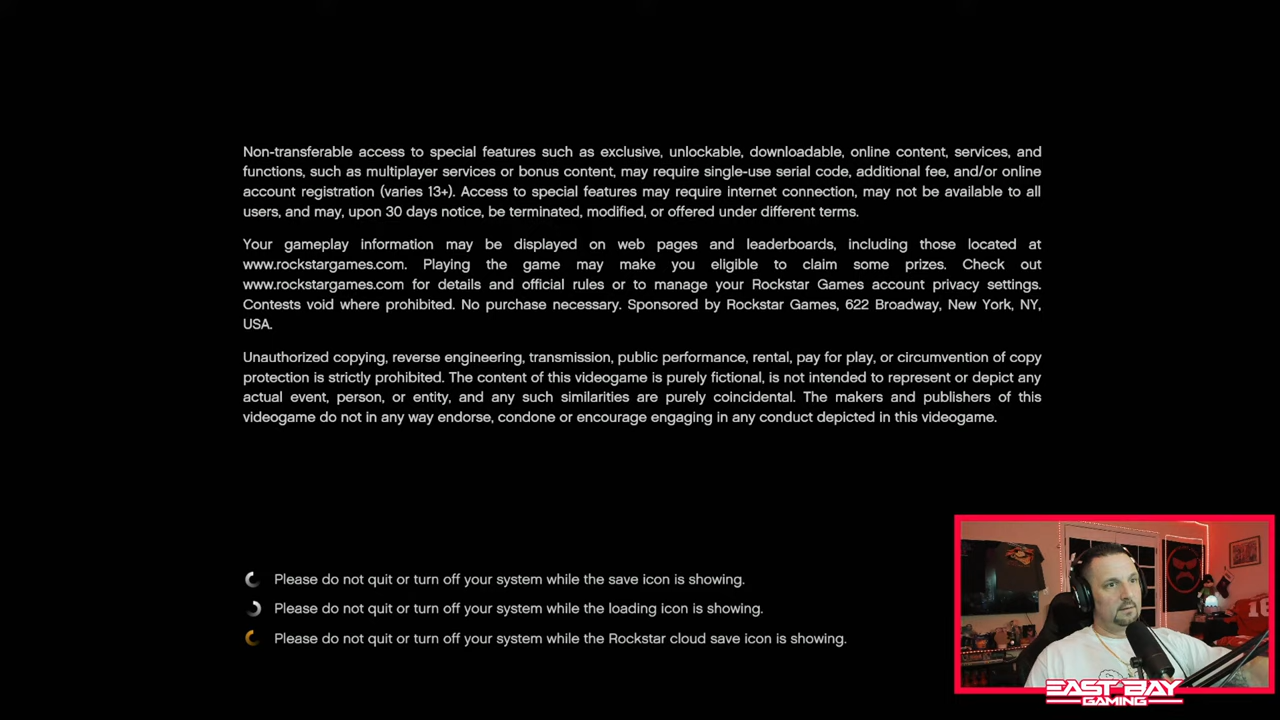 Non-transferable access to special features such as exclusive, unlockable, downloadable, online content, services, and
functions, such as multiplayer services or bonus content, may require single-use serial code, additional fee, and/or online
account registration (varies 13+). Access to special features may require internet connection, may not be available to all
users, and may, upon 30 days notice, be terminated, modified, or offered under different terms.
Your gameplay information may be displayed on web pages and leaderboards, including those located at
www.rockstargames.com. Playing the game may make you eligible to claim some prizes. Check out
www.rockstargames.com for details and official rules or to manage your Rockstar Games account privacy settings.
Contests void where prohibited. No purchase necessary. Sponsored by Rockstar Games, 622 Broadway, New York, NY,
USA.
Unauthorized copying, reverse engineering, transmission, public performance, rental, pay for play, or circumvention of copy
protection is strictly prohibited. The content of this videogame is purely fictional, is not intended to represent or depict any
actual event, person, or entity, and any such similarities are purely coincidental. The makers and publishers of this
videogame do not in any way endorse, condone or encourage engaging in any conduct depicted in this videogame.
Please do not quit or turn off your system while the save icon is showing.
Please do not quit or turn off your system while the loading icon is showing.
Please do not quit or turn off your system while the Rockstar cloud save icon is showing.
EAST BAY
GAMING